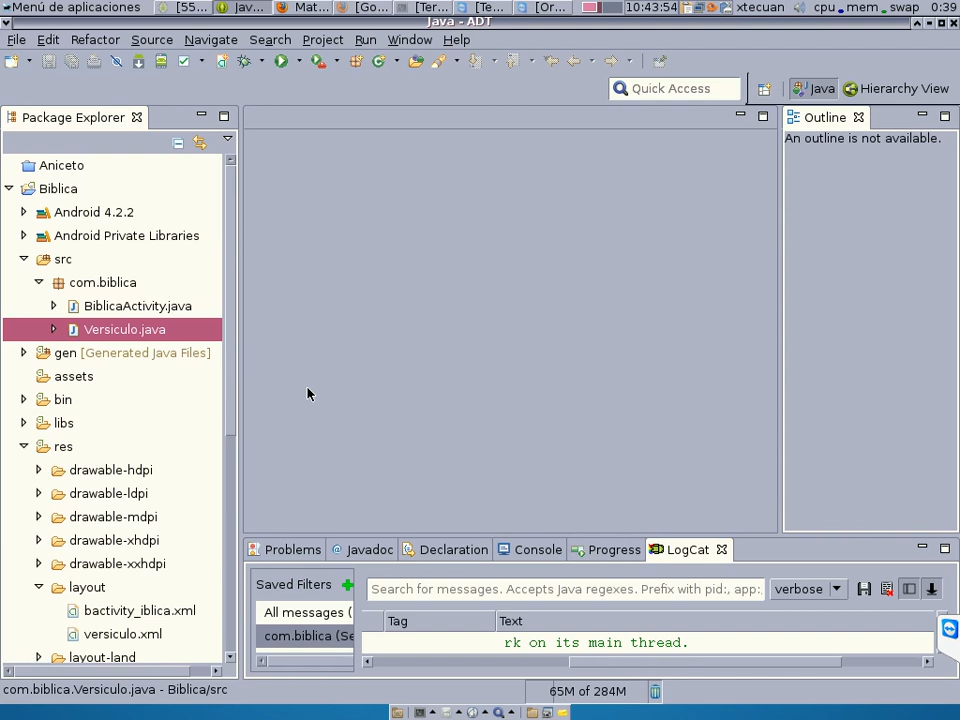 Menú de aplicaciones [55... Jav... Mat... [Go... [Ter... [Te... [Or... 10:43:54 xtecuan cpu mem swap 0:39
Java - ADT
File Edit Refactor Source Navigate Search Project Run Window Help
Quick Access Java Hierarchy View
Package Explorer
Outline
An outline is not available.
Aniceto
Biblica
Android 4.2.2
Android Private Libraries
src
com.biblica
BiblicaActivity.java
Versiculo.java
gen [Generated Java Files]
assets
bin
libs
res
drawable-hdpi
drawable-ldpi
drawable-mdpi
drawable-xhdpi
drawable-xxhdpi
layout
bactivity_iblica.xml
versiculo.xml
layout-land
Problems Javadoc Declaration Console Progress LogCat
Saved Filters
All messages (
com.biblica (Se
Search for messages. Accepts Java regexes. Prefix with pid:, app:, verbose
Tag Text
rk on its main thread.
com.biblica.Versiculo.java - Biblica/src
65M of 284M